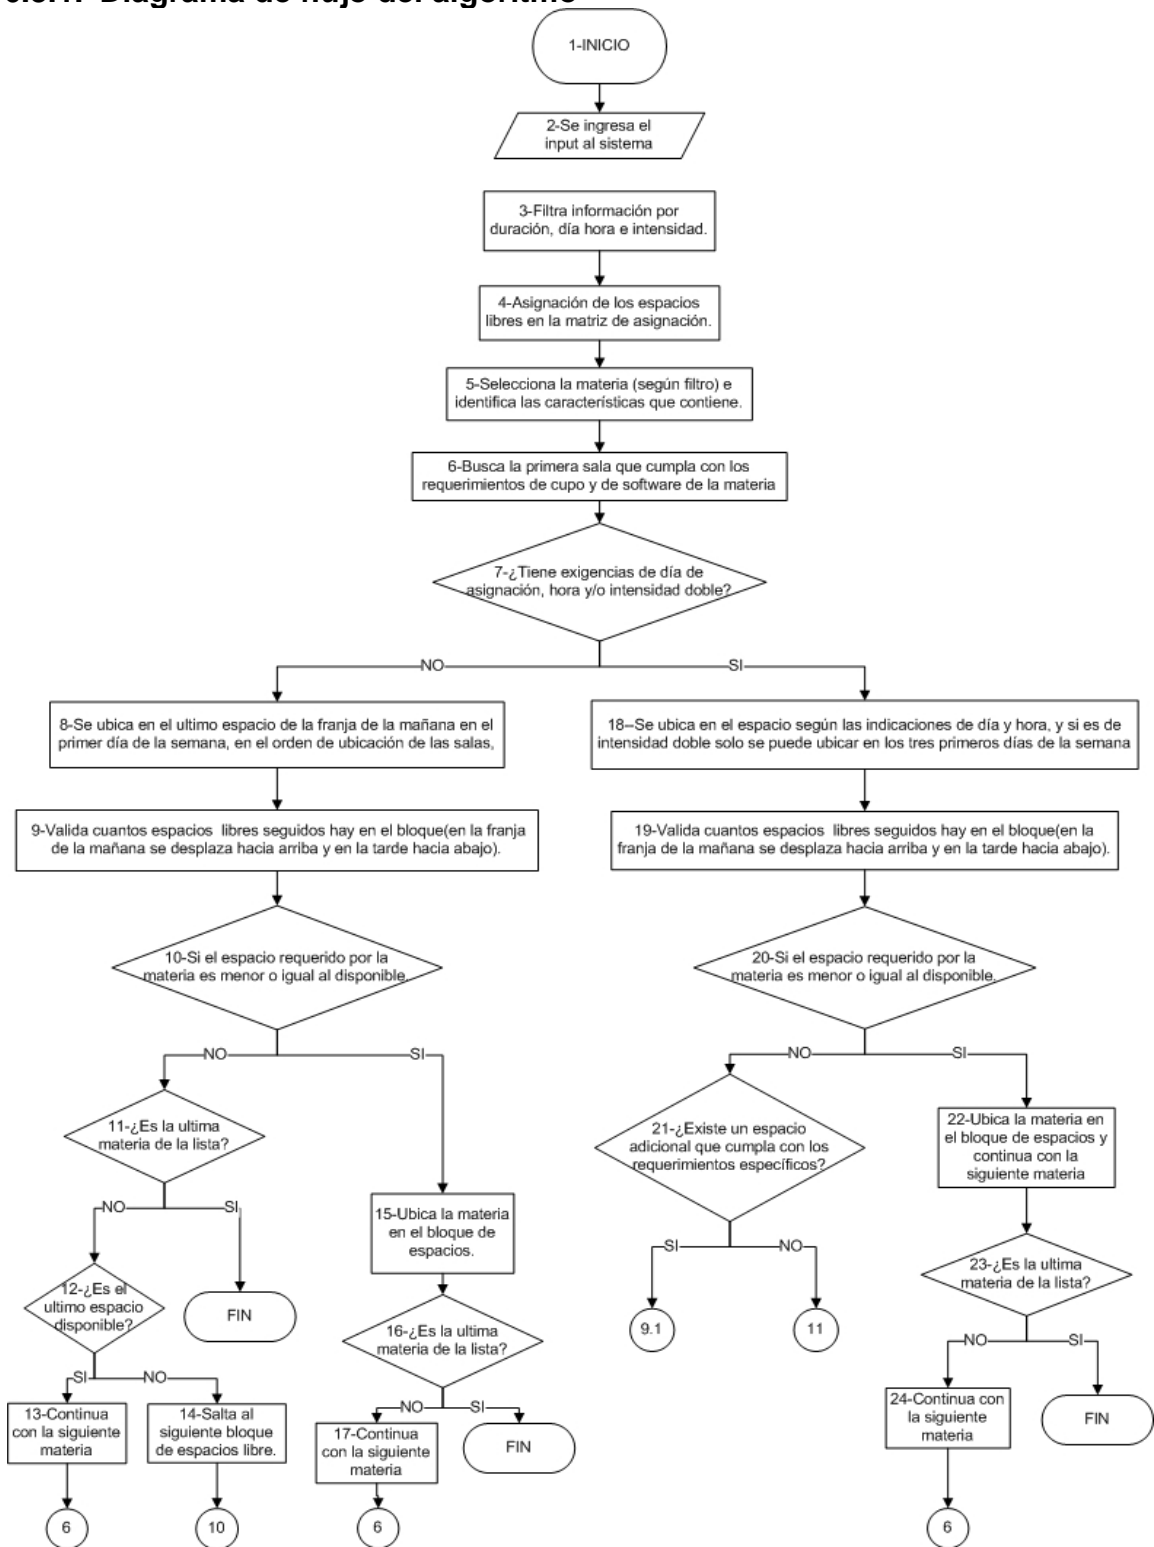 Diagrama de flujo del algoritmo
1-INICIO
2-Se ingresa el
input al sistema
3-Filtra información por
duración, día hora e intensidad.
4-Asignación de los espacios
libres en la matriz de asignación.
5-Selecciona la materia (según filtro) e
identifica las características que contiene.
6-Busca la primera sala que cumpla con los
requerimientos de cupo y de software de la materia
7-¿Tiene exigencias de día de
asignación, hora y/o intensidad doble?
NO
SI
8-Se ubica en el ultimo espacio de la franja de la mañana en el
primer día de la semana, en el orden de ubicación de las salas,
18--Se ubica en el espacio según las indicaciones de día y hora, y si es de
intensidad doble solo se puede ubicar en los tres primeros días de la semana
9-Valida cuantos espacios libres seguidos hay en el bloque(en la franja
de la mañana se desplaza hacia arriba y en la tarde hacia abajo).
19-Valida cuantos espacios libres seguidos hay en el bloque(en la
franja de la mañana se desplaza hacia arriba y en la tarde hacia abajo).
10-Si el espacio requerido por la
materia es menor o igual al disponible.
20-Si el espacio requerido por la
materia es menor o igual al disponible.
NO
SI
NO
SI
11-¿Es la ultima
materia de la lista?
21-¿Existe un espacio
adicional que cumpla con los
requerimientos específicos?
22-Ubica la materia en
el bloque de espacios y
continua con la
siguiente materia
NO
SI
15-Ubica la materia
en el bloque de
espacios.
SI
NO
23-¿Es la ultima
materia de la lista?
12-¿Es el
ultimo espacio
disponible?
FIN
16-¿Es la ultima
materia de la lista?
9.1
11
NO
SI
SI
NO
13-Continua
con la siguiente
materia
14-Salta al
siguiente bloque
de espacios libre.
NO
SI
17-Continua
con la siguiente
materia
FIN
24-Continua con
la siguiente
materia
FIN
6
10
6
6